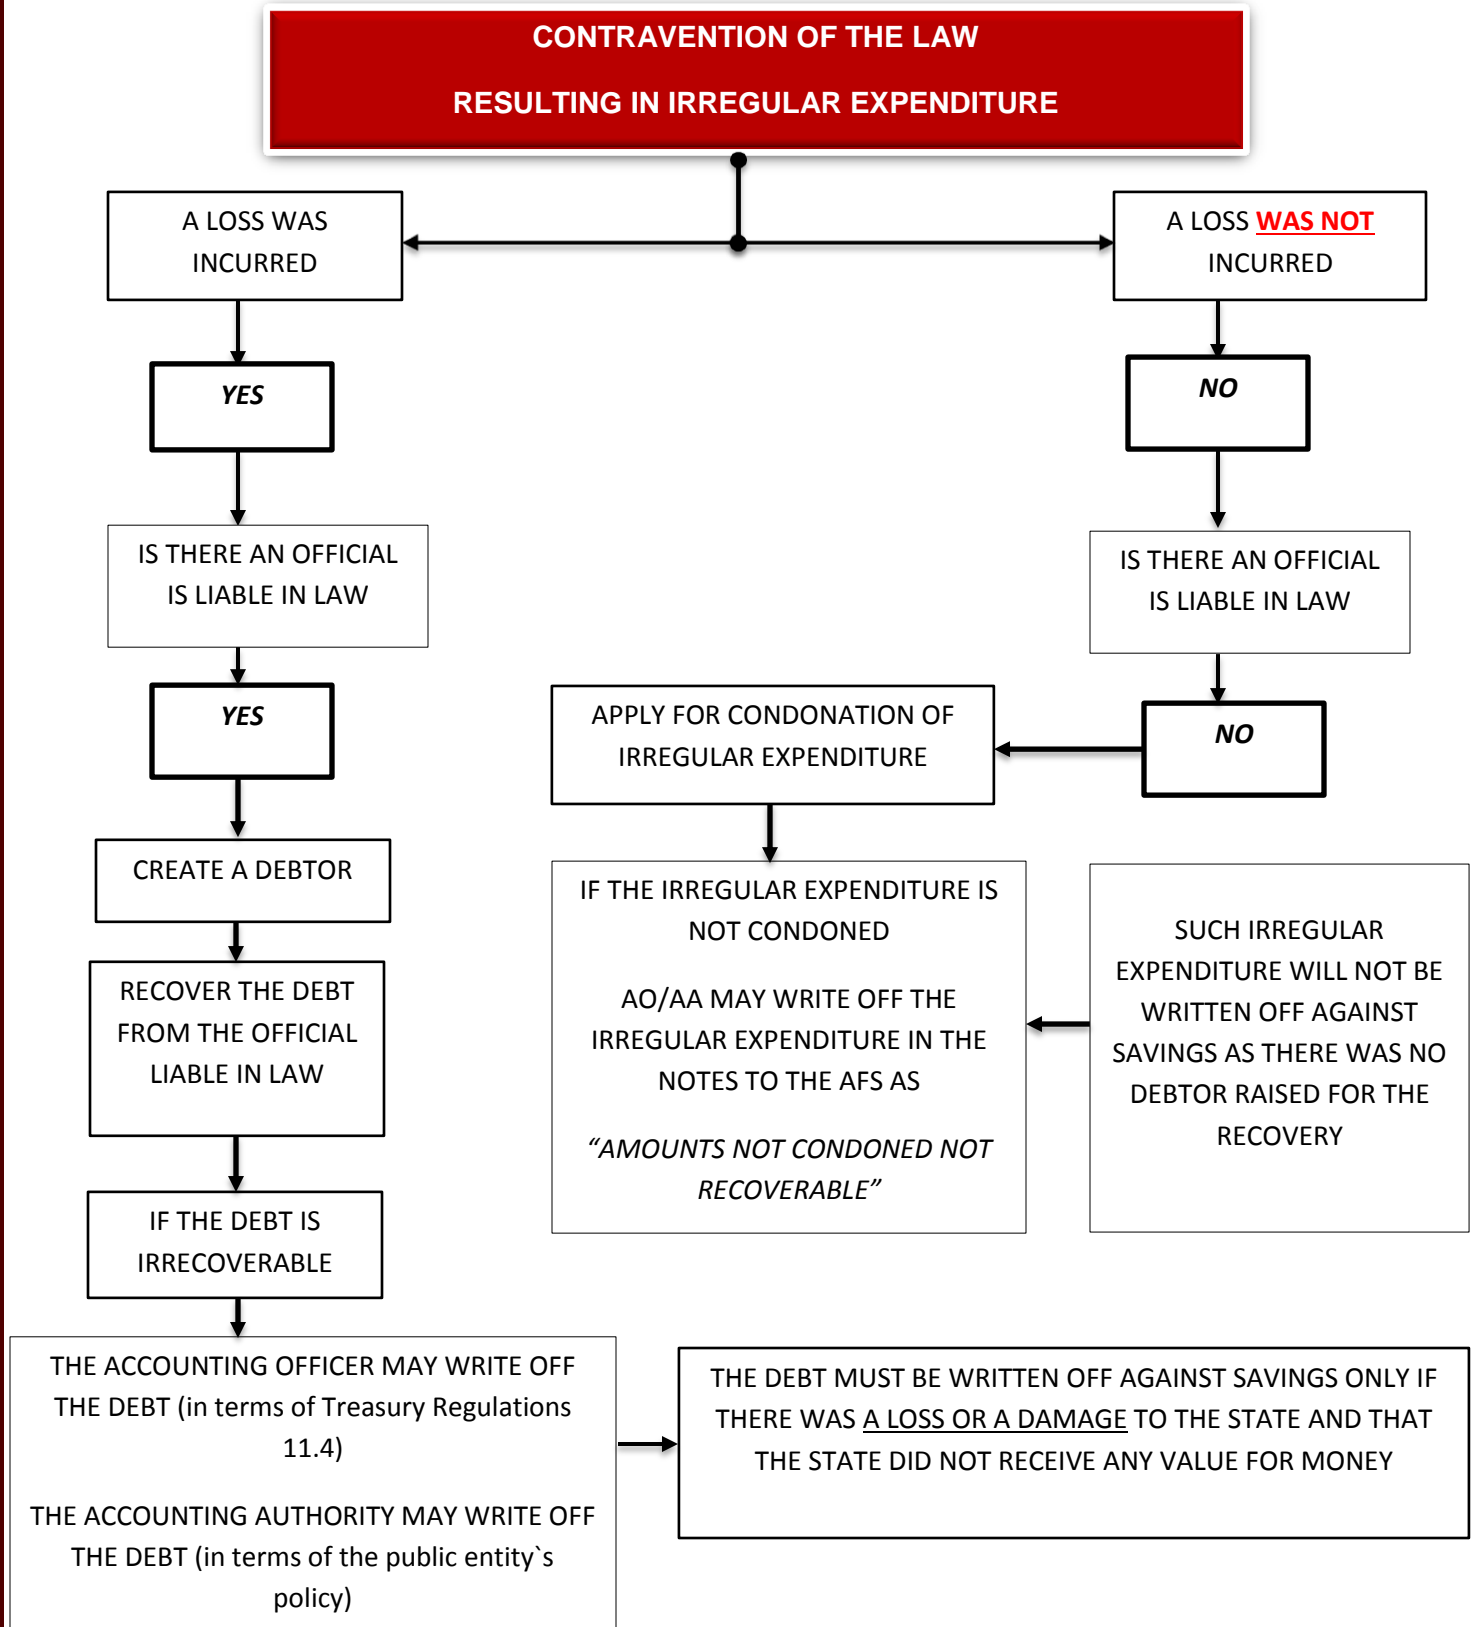 CONTRAVENTION OF THE LAW
RESULTING IN IRREGULAR EXPENDITURE
A LOSS WAS
INCURRED
YES
IS THERE AN OFFICIAL
IS LIABLE IN LAW
YES
CREATE A DEBTOR
RECOVER THE DEBT
FROM THE OFFICIAL
LIABLE IN LAW
IF THE DEBT IS
IRRECOVERABLE
THE ACCOUNTING OFFICER MAY WRITE OFF
THE DEBT (in terms of Treasury Regulations
11.4)
THE ACCOUNTING AUTHORITY MAY WRITE OFF
THE DEBT (in terms of the public entity`s
policy)
THE DEBT MUST BE WRITTEN OFF AGAINST SAVINGS ONLY IF
THERE WAS A LOSS OR A DAMAGE TO THE STATE AND THAT
THE STATE DID NOT RECEIVE ANY VALUE FOR MONEY
A LOSS WAS NOT
INCURRED
NO
IS THERE AN OFFICIAL
IS LIABLE IN LAW
NO
APPLY FOR CONDONATION OF
IRREGULAR EXPENDITURE
IF THE IRREGULAR EXPENDITURE IS
NOT CONDONED
AO/AA MAY WRITE OFF THE
IRREGULAR EXPENDITURE IN THE
NOTES TO THE AFS AS
“AMOUNTS NOT CONDONED NOT
RECOVERABLE”
SUCH IRREGULAR
EXPENDITURE WILL NOT BE
WRITTEN OFF AGAINST
SAVINGS AS THERE WAS NO
DEBTOR RAISED FOR THE
RECOVERY